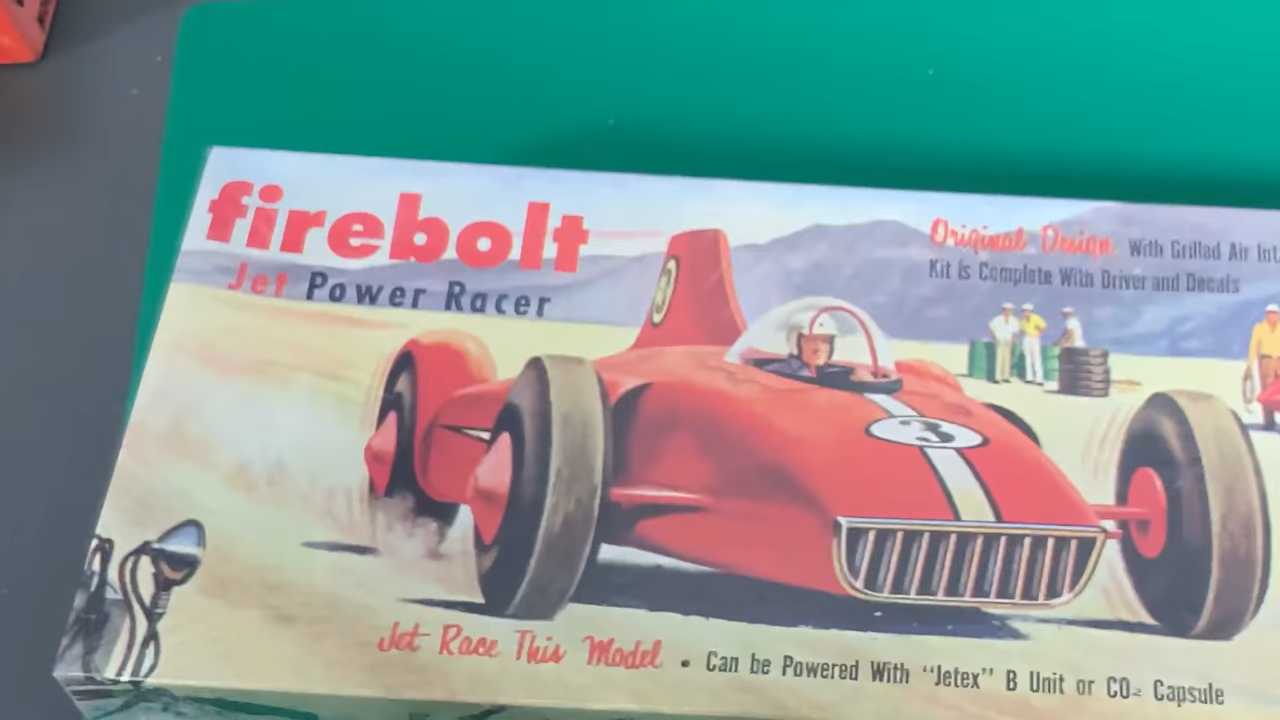 firebolt
Jet Power Racer
Original Design With Grilled Air
Kit is Complete With Driver and Decals
3
3
Jet Race This Model • Can be Powered With “Jetex” B Unit or CO₂ Capsule